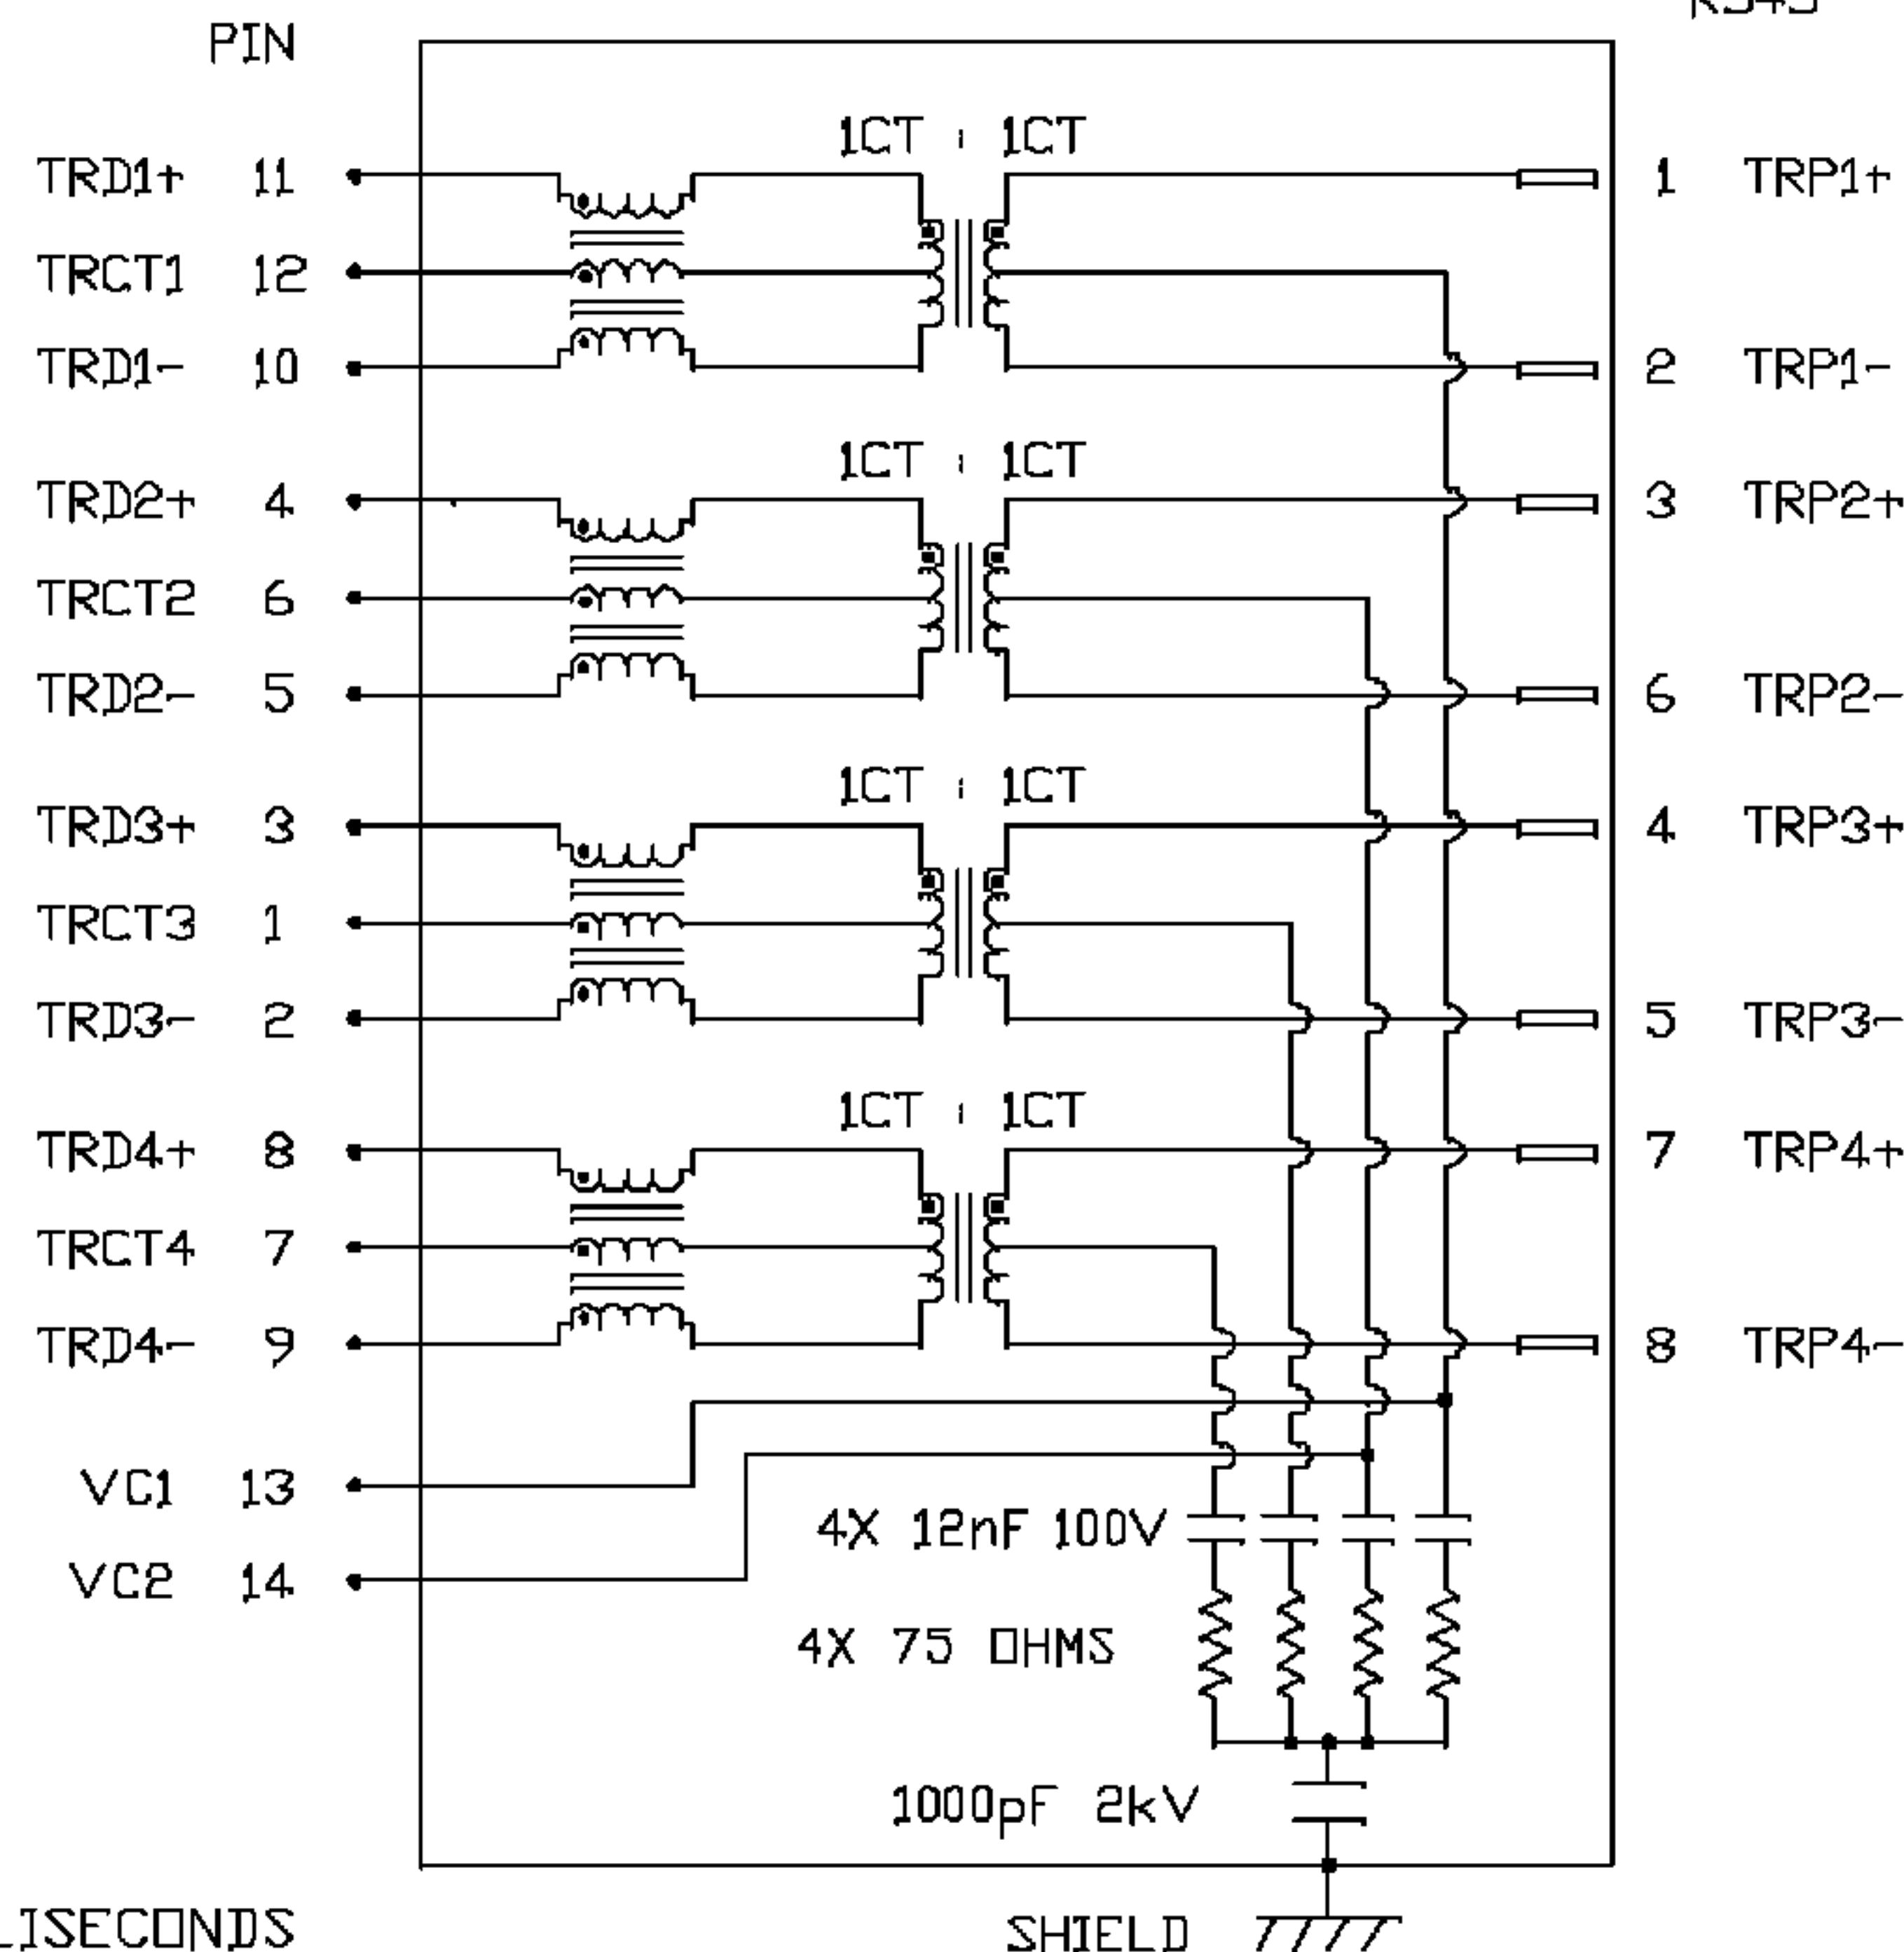 RJ45
PIN
1CT : 1CT
TRD1+ 11 1 TRP1+
TRCT1 12
TRD1- 10 2 TRP1-
1CT : 1CT
TRD2+ 4 3 TRP2+
TRCT2 6
TRD2- 5 6 TRP2-
1CT : 1CT
TRD3+ 3 4 TRP3+
TRCT3 1
TRD3- 2 5 TRP3-
1CT : 1CT
TRD4+ 8 7 TRP4+
TRCT4 7
TRD4- 9 8 TRP4-
VC1 13
4X 12nF 100V
VC2 14
4X 75 OHMS
1000pF 2kV
LISECONDS
SHIELD